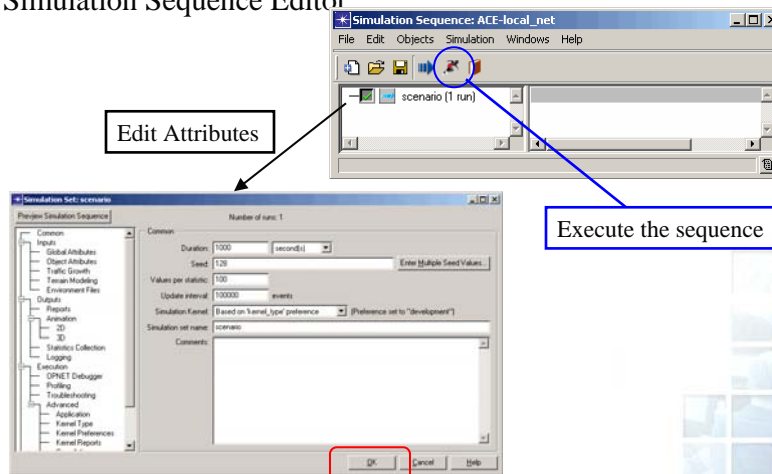 Simulation Sequence Editor
Simulation Sequence: ACE-local_net
File Edit Objects Simulation Windows Help
scenario (1 run)
Edit Attributes
Execute the sequence
Simulation Set: scenario
Preview Simulation Sequence
Number of runs: 1
Common
Inputs
Global Attributes
Object Attributes
Traffic Growth
Terrain Modeling
Environment Files
Outputs
Reports
Animation
2D
3D
Statistics Collection
Logging
Execution
OPNET Debugger
Profiling
Troubleshooting
Advanced
Application
Kernel Type
Kernel Preferences
Kernel Reports
Common
Duration: 1000 second(s)
Seed: 128 Enter Multiple Seed Values...
Values per statistic: 100
Update interval: 100000 events
Simulation Kernel: Based on 'kernel_type' preference (Preference set to "development")
Simulation set name: scenario
Comments:
OK Cancel Help